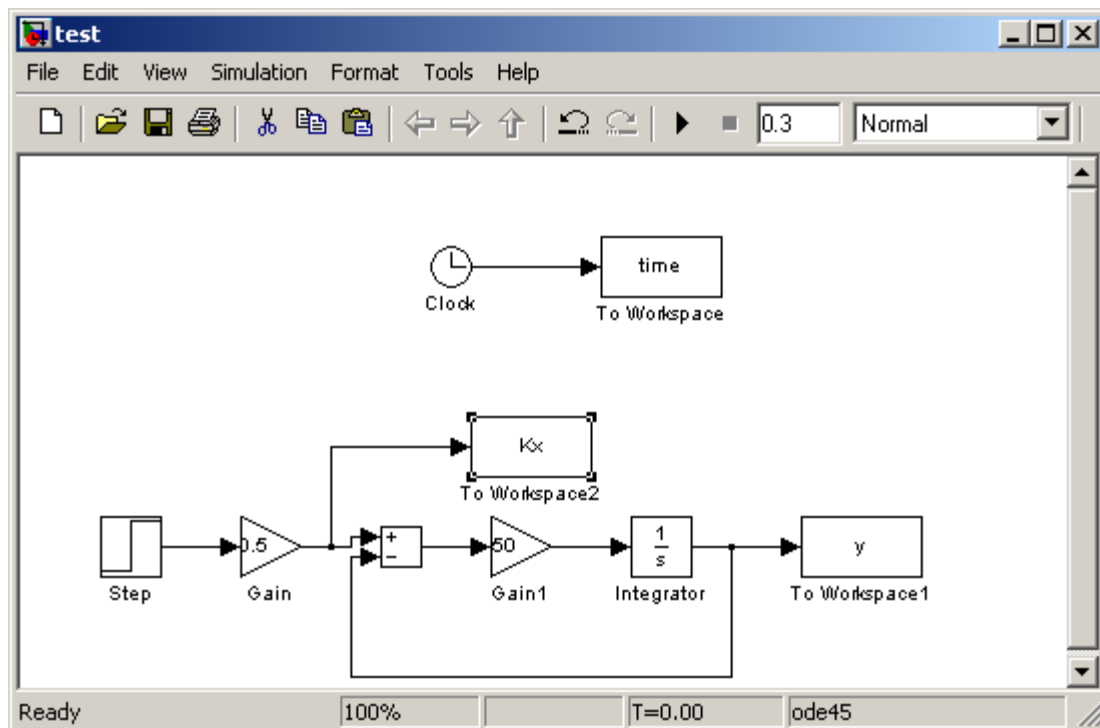 test
File Edit View Simulation Format Tools Help
0.3 Normal
time
Clock
To Workspace
Kx
To Workspace2
+
−
0.5
50
1
s
y
Step
Gain
Gain1
Integrator
To Workspace1
Ready 100% T=0.00 ode45